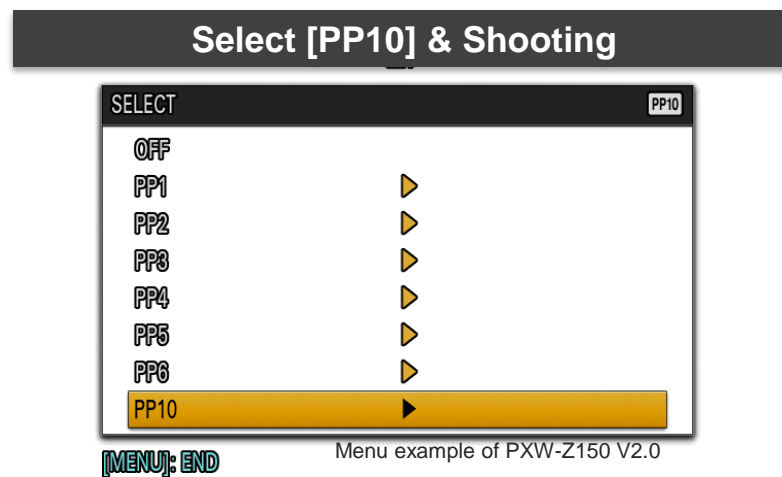 Select [PP10] & Shooting
SELECT PP10
OFF
PP1
PP2
PP3
PP4
PP5
PP6
PP10
[MENU]: END
Menu example of PXW-Z150 V2.0